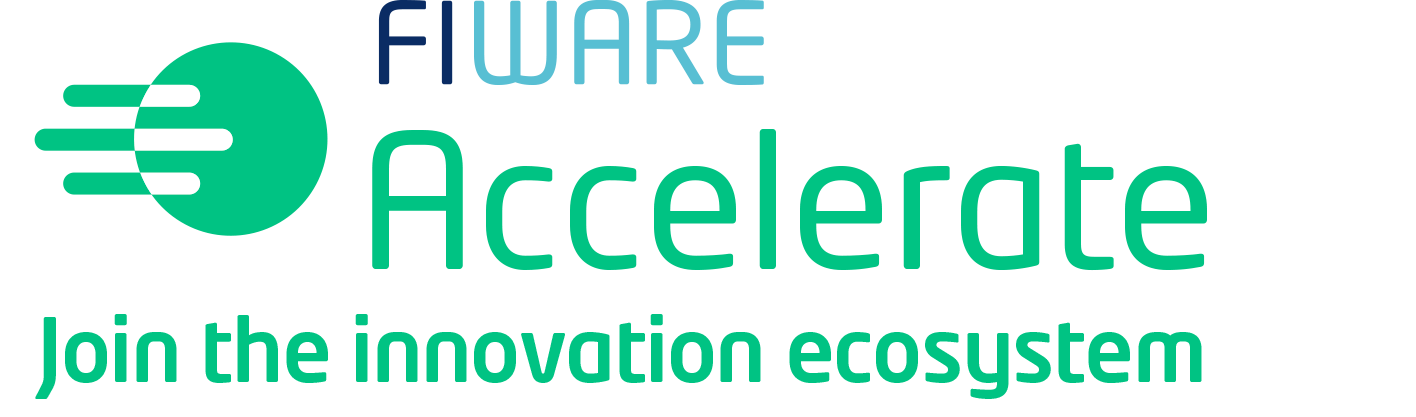 FIWARE
Accelerate
Join the innovation ecosystem